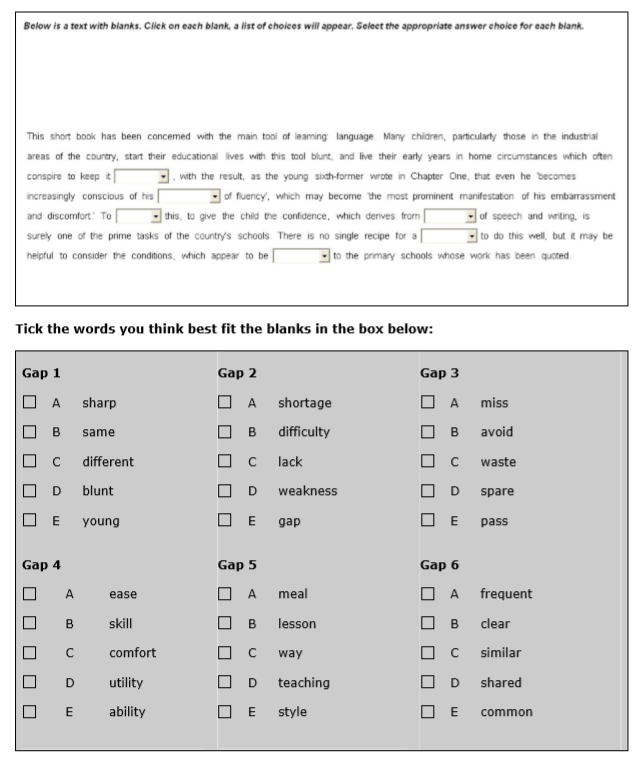 Below is a text with blanks. Click on each blank, a list of choices will appear. Select the appropriate answer choice for each blank.
This short book has been concerned with the main tool of learning: language. Many children, particularly those in the industrial
areas of the country, start their educational lives with this tool blunt, and live their early years in home circumstances which often
conspire to keep it , with the result, as the young sixth-former wrote in Chapter One, that even he 'becomes
increasingly conscious of his of fluency', which may become 'the most prominent manifestation of his embarrassment
and discomfort.' To this, to give the child the confidence, which derives from of speech and writing, is
surely one of the prime tasks of the country's schools. There is no single recipe for a to do this well, but it may be
helpful to consider the conditions, which appear to be to the primary schools whose work has been quoted.
Tick the words you think best fit the blanks in the box below:
Gap 1 Gap 2 Gap 3
A sharp A shortage A miss
B same B difficulty B avoid
C different C lack C waste
D blunt D weakness D spare
E young E gap E pass
Gap 4 Gap 5 Gap 6
A ease A meal A frequent
B skill B lesson B clear
C comfort C way C similar
D utility D teaching D shared
E ability E style E common